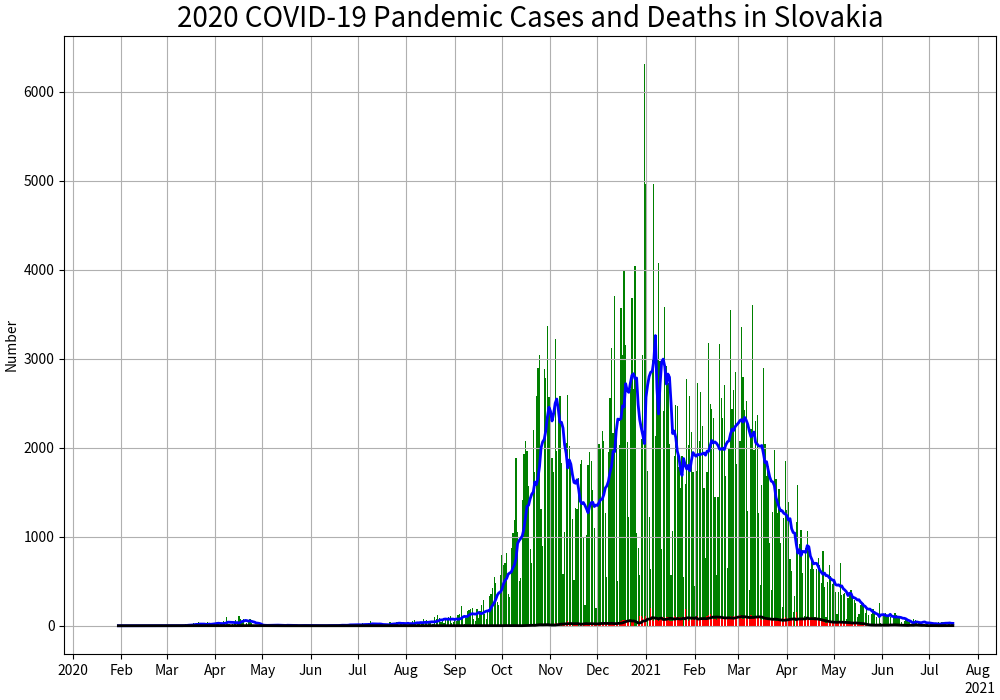 2020 COVID-19 Pandemic Cases and Deaths in Slovakia
Number
6000
5000
4000
3000
2000
1000
0
2020 Feb Mar Apr May Jun Jul Aug Sep Oct Nov Dec 2021 Feb Mar Apr May Jun Jul Aug
2021